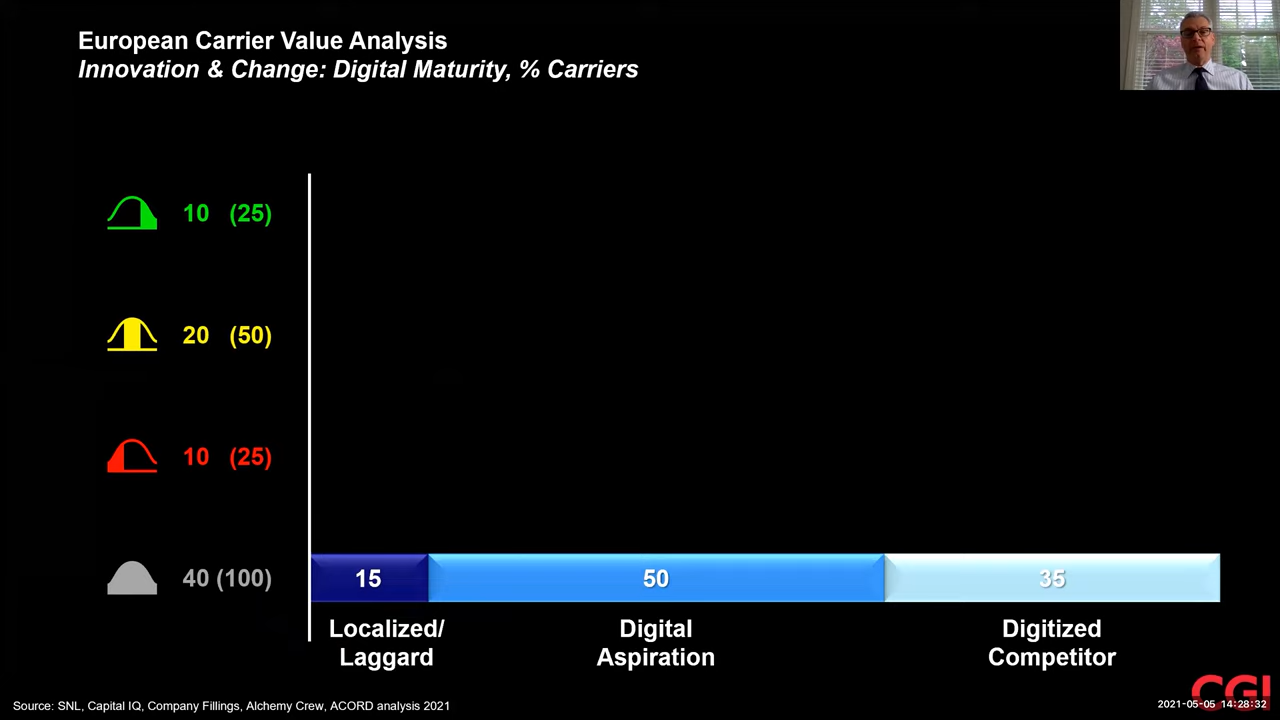 European Carrier Value Analysis
Innovation & Change: Digital Maturity, % Carriers
10 (25)
20 (50)
10 (25)
40 (100)
15
50
35
Localized/
Laggard
Digital
Aspiration
Digitized
Competitor
CGI
2021-05-05 14:28:32
Source: SNL, Capital IQ, Company Fillings, Alchemy Crew, ACORD analysis 2021